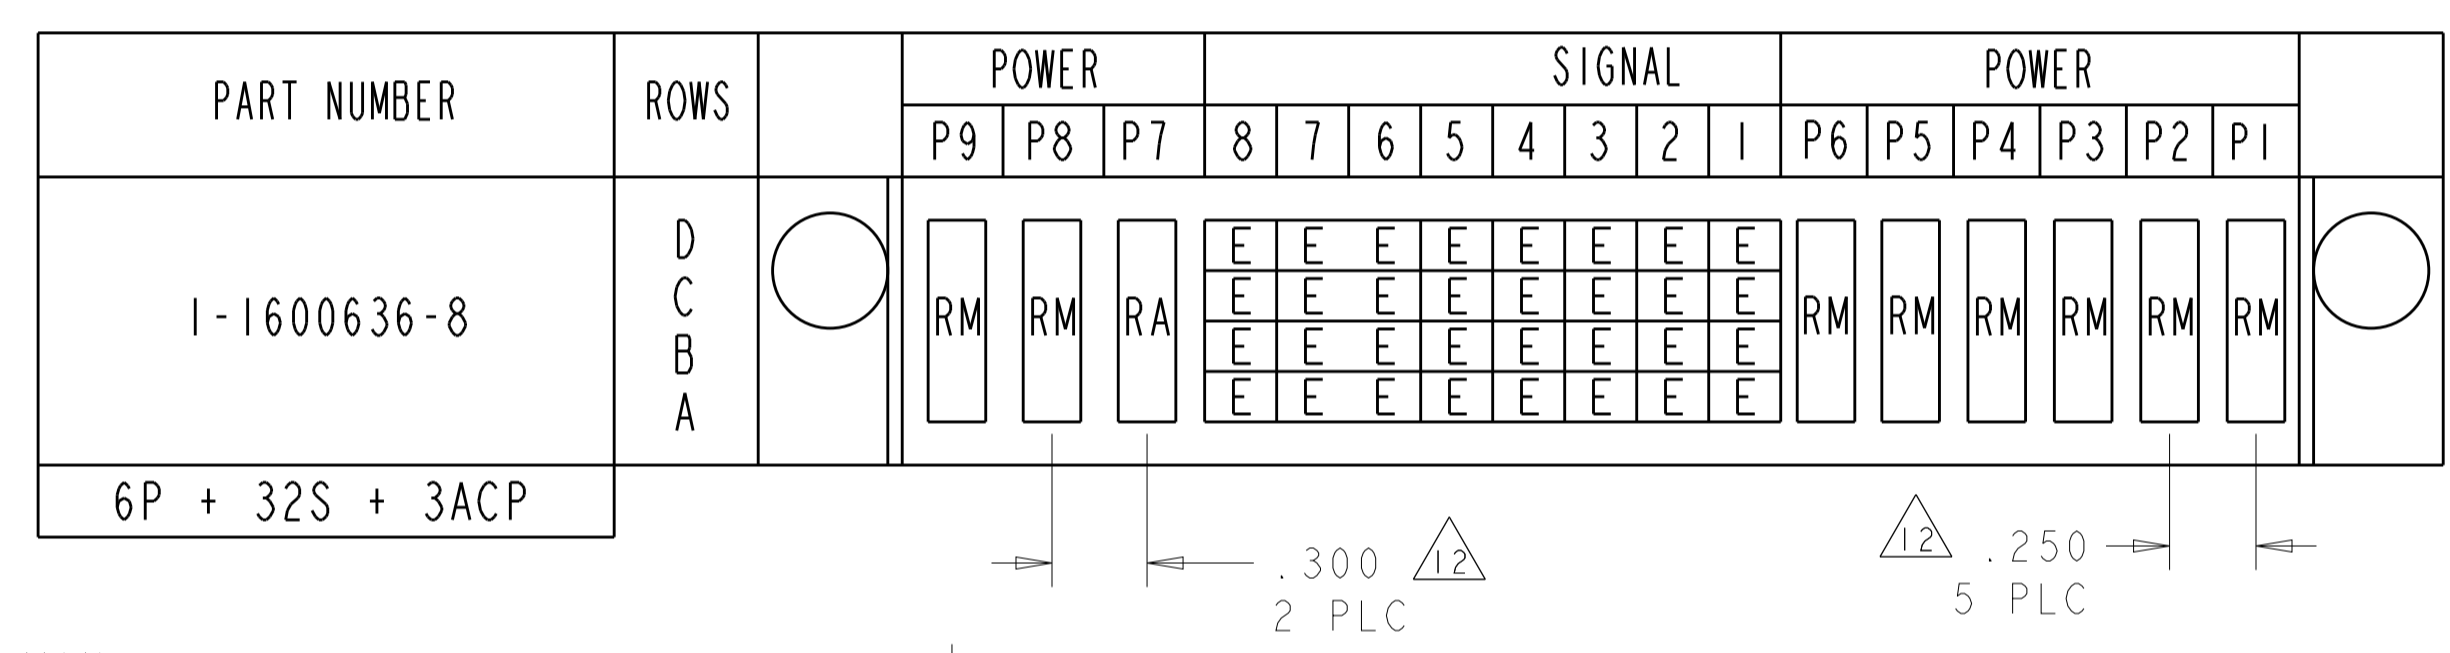 PART NUMBER ROWS POWER SIGNAL POWER
P9 P8 P7 8 7 6 5 4 3 2 1 P6 P5 P4 P3 P2 P1
D E E E E E E E E
C E E E E E E E E
1-1600636-8 RM RM RA RM RM RM RM RM RM
B E E E E E E E E
A E E E E E E E E
6P + 32S + 3ACP
.300 12
2 PLC
12 .250
5 PLC